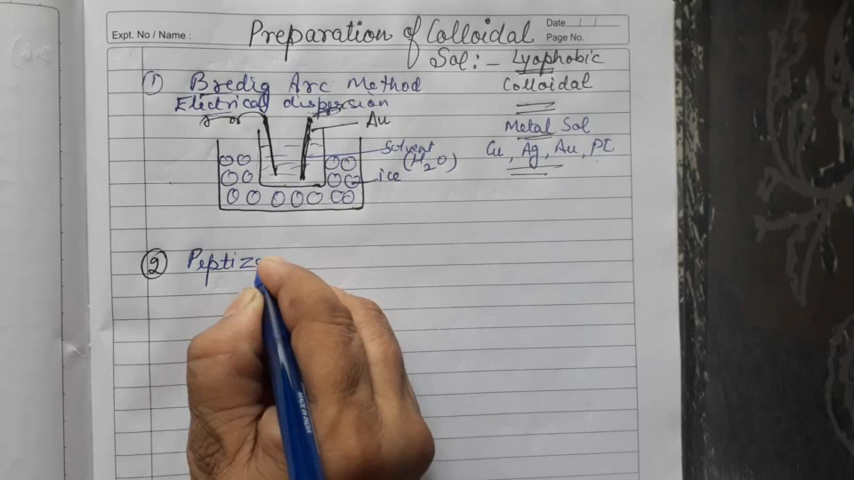 Expt. No / Name :
Preparation of Colloidal
Date / /
Page No.
Sol:- Lyophobic
Colloidal
① Bredig Arc Method
Electrical dispersion
Au
Solvent
(H₂O)
ice
Metal Sol
Cu, Ag, Au, Pt
② Peptiz